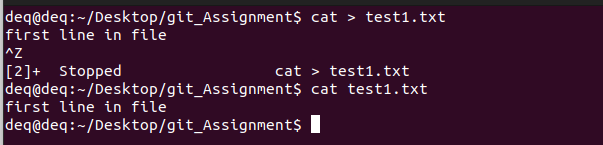 deq@deq:~/Desktop/git_Assignment$ cat > test1.txt
first line in file
^Z
[2]+  Stopped                 cat > test1.txt
deq@deq:~/Desktop/git_Assignment$ cat test1.txt
first line in file
deq@deq:~/Desktop/git_Assignment$